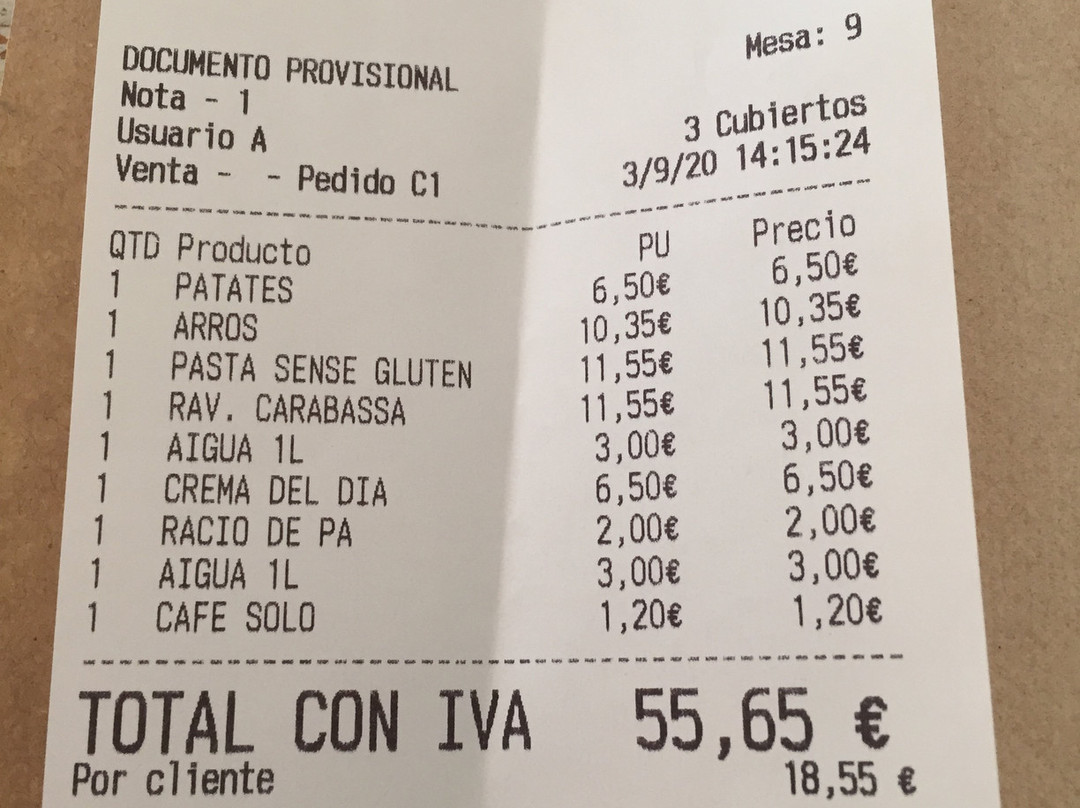 Mesa: 9
DOCUMENTO PROVISIONAL
Nota - 1
3 Cubiertos
Usuario A
3/9/20 14:15:24
Venta - - Pedido C1
QTD Producto PU Precio
1 PATATES 6,50€ 6,50€
1 ARROS 10,35€ 10,35€
1 PASTA SENSE GLUTEN 11,55€ 11,55€
1 RAV. CARABASSA 11,55€ 11,55€
1 AIGUA 1L 3,00€ 3,00€
1 CREMA DEL DIA 6,50€ 6,50€
1 RACIO DE PA 2,00€ 2,00€
1 AIGUA 1L 3,00€ 3,00€
1 CAFE SOLO 1,20€ 1,20€
TOTAL CON IVA 55,65 €
Por cliente 18,55 €